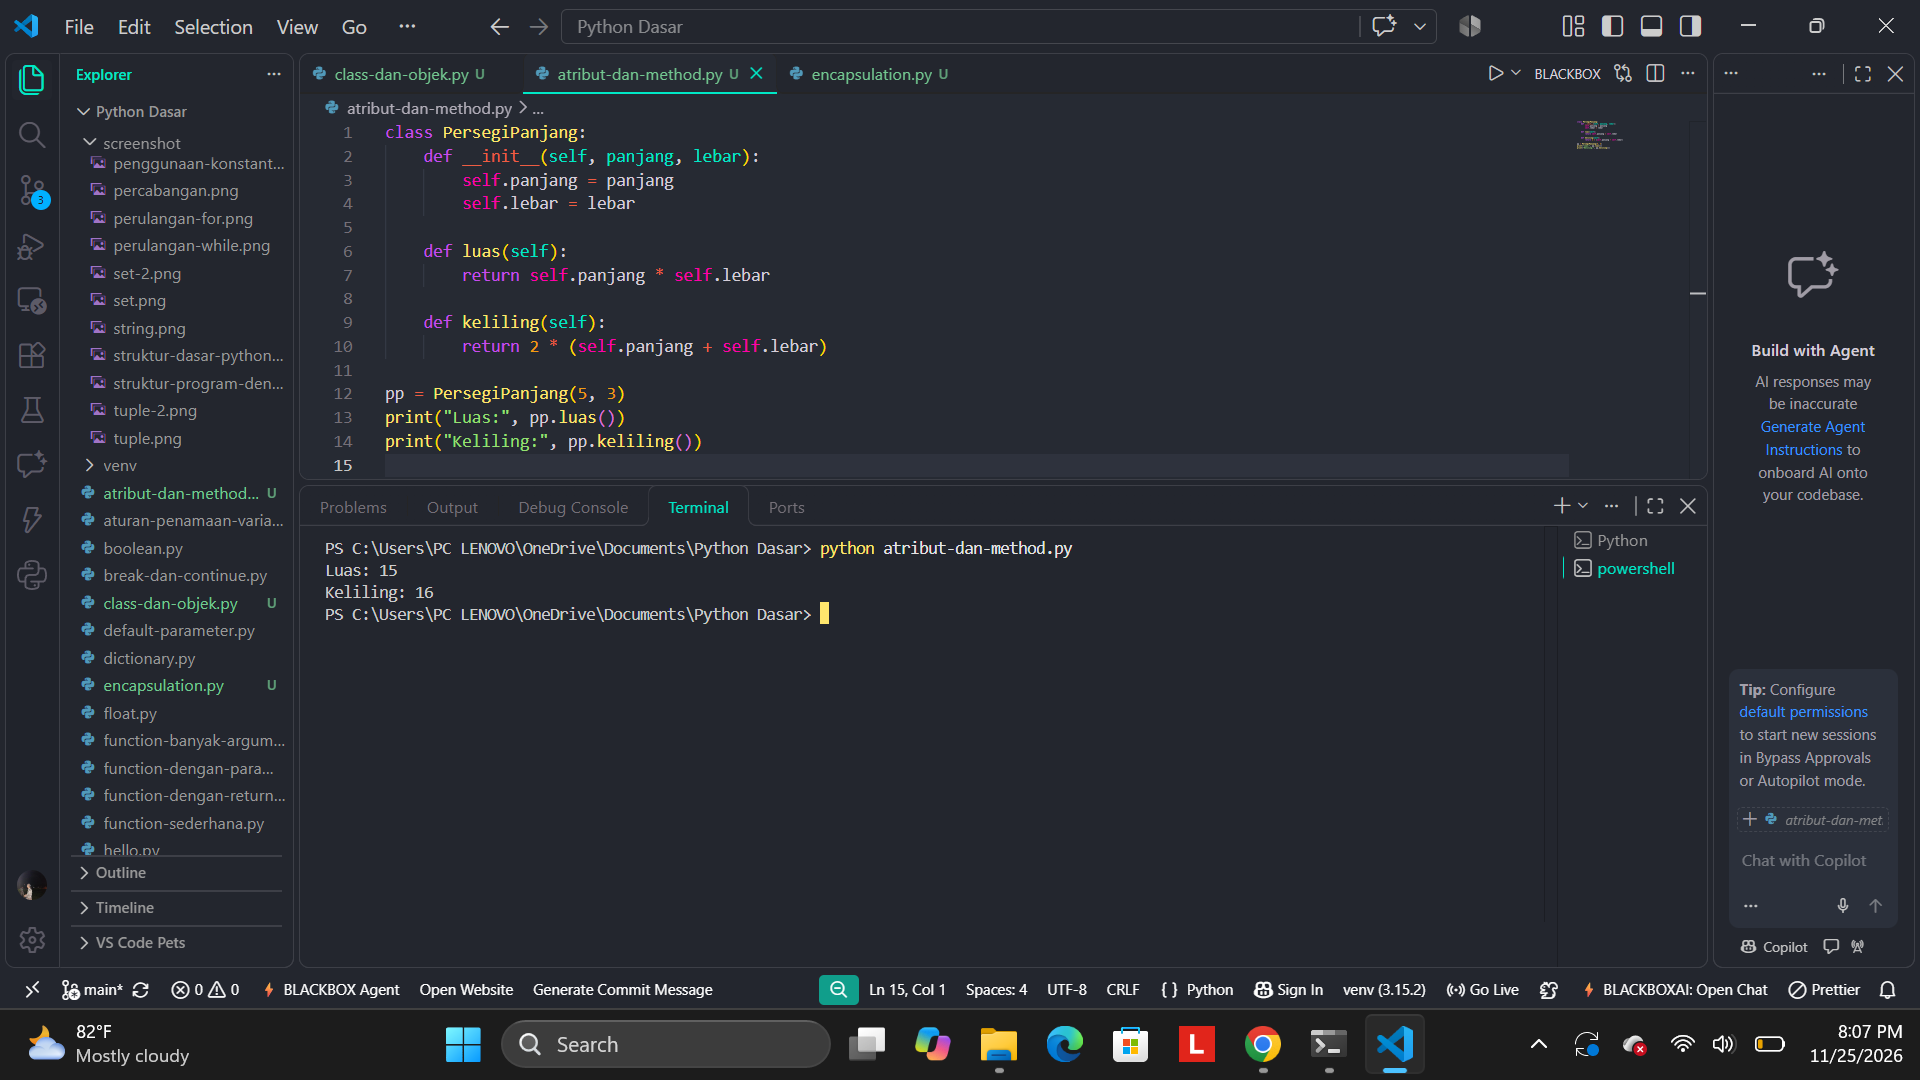 File Edit Selection View Go ··· Python Dasar
Explorer
Python Dasar
screenshot
penggunaan-konstant...
percabangan.png
perulangan-for.png
perulangan-while.png
set-2.png
set.png
string.png
struktur-dasar-python...
struktur-program-den...
tuple-2.png
tuple.png
venv
atribut-dan-method... U
aturan-penamaan-varia...
boolean.py
break-dan-continue.py
class-dan-objek.py U
default-parameter.py
dictionary.py
encapsulation.py U
float.py
function-banyak-argum...
function-dengan-para...
function-dengan-return...
function-sederhana.py
hello.py
Outline
Timeline
VS Code Pets
3
class-dan-objek.py U atribut-dan-method.py U encapsulation.py U BLACKBOX
atribut-dan-method.py > ...
1 class PersegiPanjang:
2 def __init__(self, panjang, lebar):
3 self.panjang = panjang
4 self.lebar = lebar
5
6 def luas(self):
7 return self.panjang * self.lebar
8
9 def keliling(self):
10 return 2 * (self.panjang + self.lebar)
11
12 pp = PersegiPanjang(5, 3)
13 print("Luas:", pp.luas())
14 print("Keliling:", pp.keliling())
15
Problems Output Debug Console Terminal Ports
PS C:\Users\PC LENOVO\OneDrive\Documents\Python Dasar> python atribut-dan-method.py
Luas: 15
Keliling: 16
PS C:\Users\PC LENOVO\OneDrive\Documents\Python Dasar>
Python
powershell
Build with Agent
AI responses may
be inaccurate
Generate Agent
Instructions to
onboard AI onto
your codebase.
Tip: Configure
default permissions
to start new sessions
in Bypass Approvals
or Autopilot mode.
atribut-dan-met
Chat with Copilot
Copilot
main* 0 0 BLACKBOX Agent Open Website Generate Commit Message Ln 15, Col 1 Spaces: 4 UTF-8 CRLF { } Python Sign In venv (3.15.2) Go Live BLACKBOXAI: Open Chat Prettier
82°F
Mostly cloudy
Search
L
8:07 PM
11/25/2026